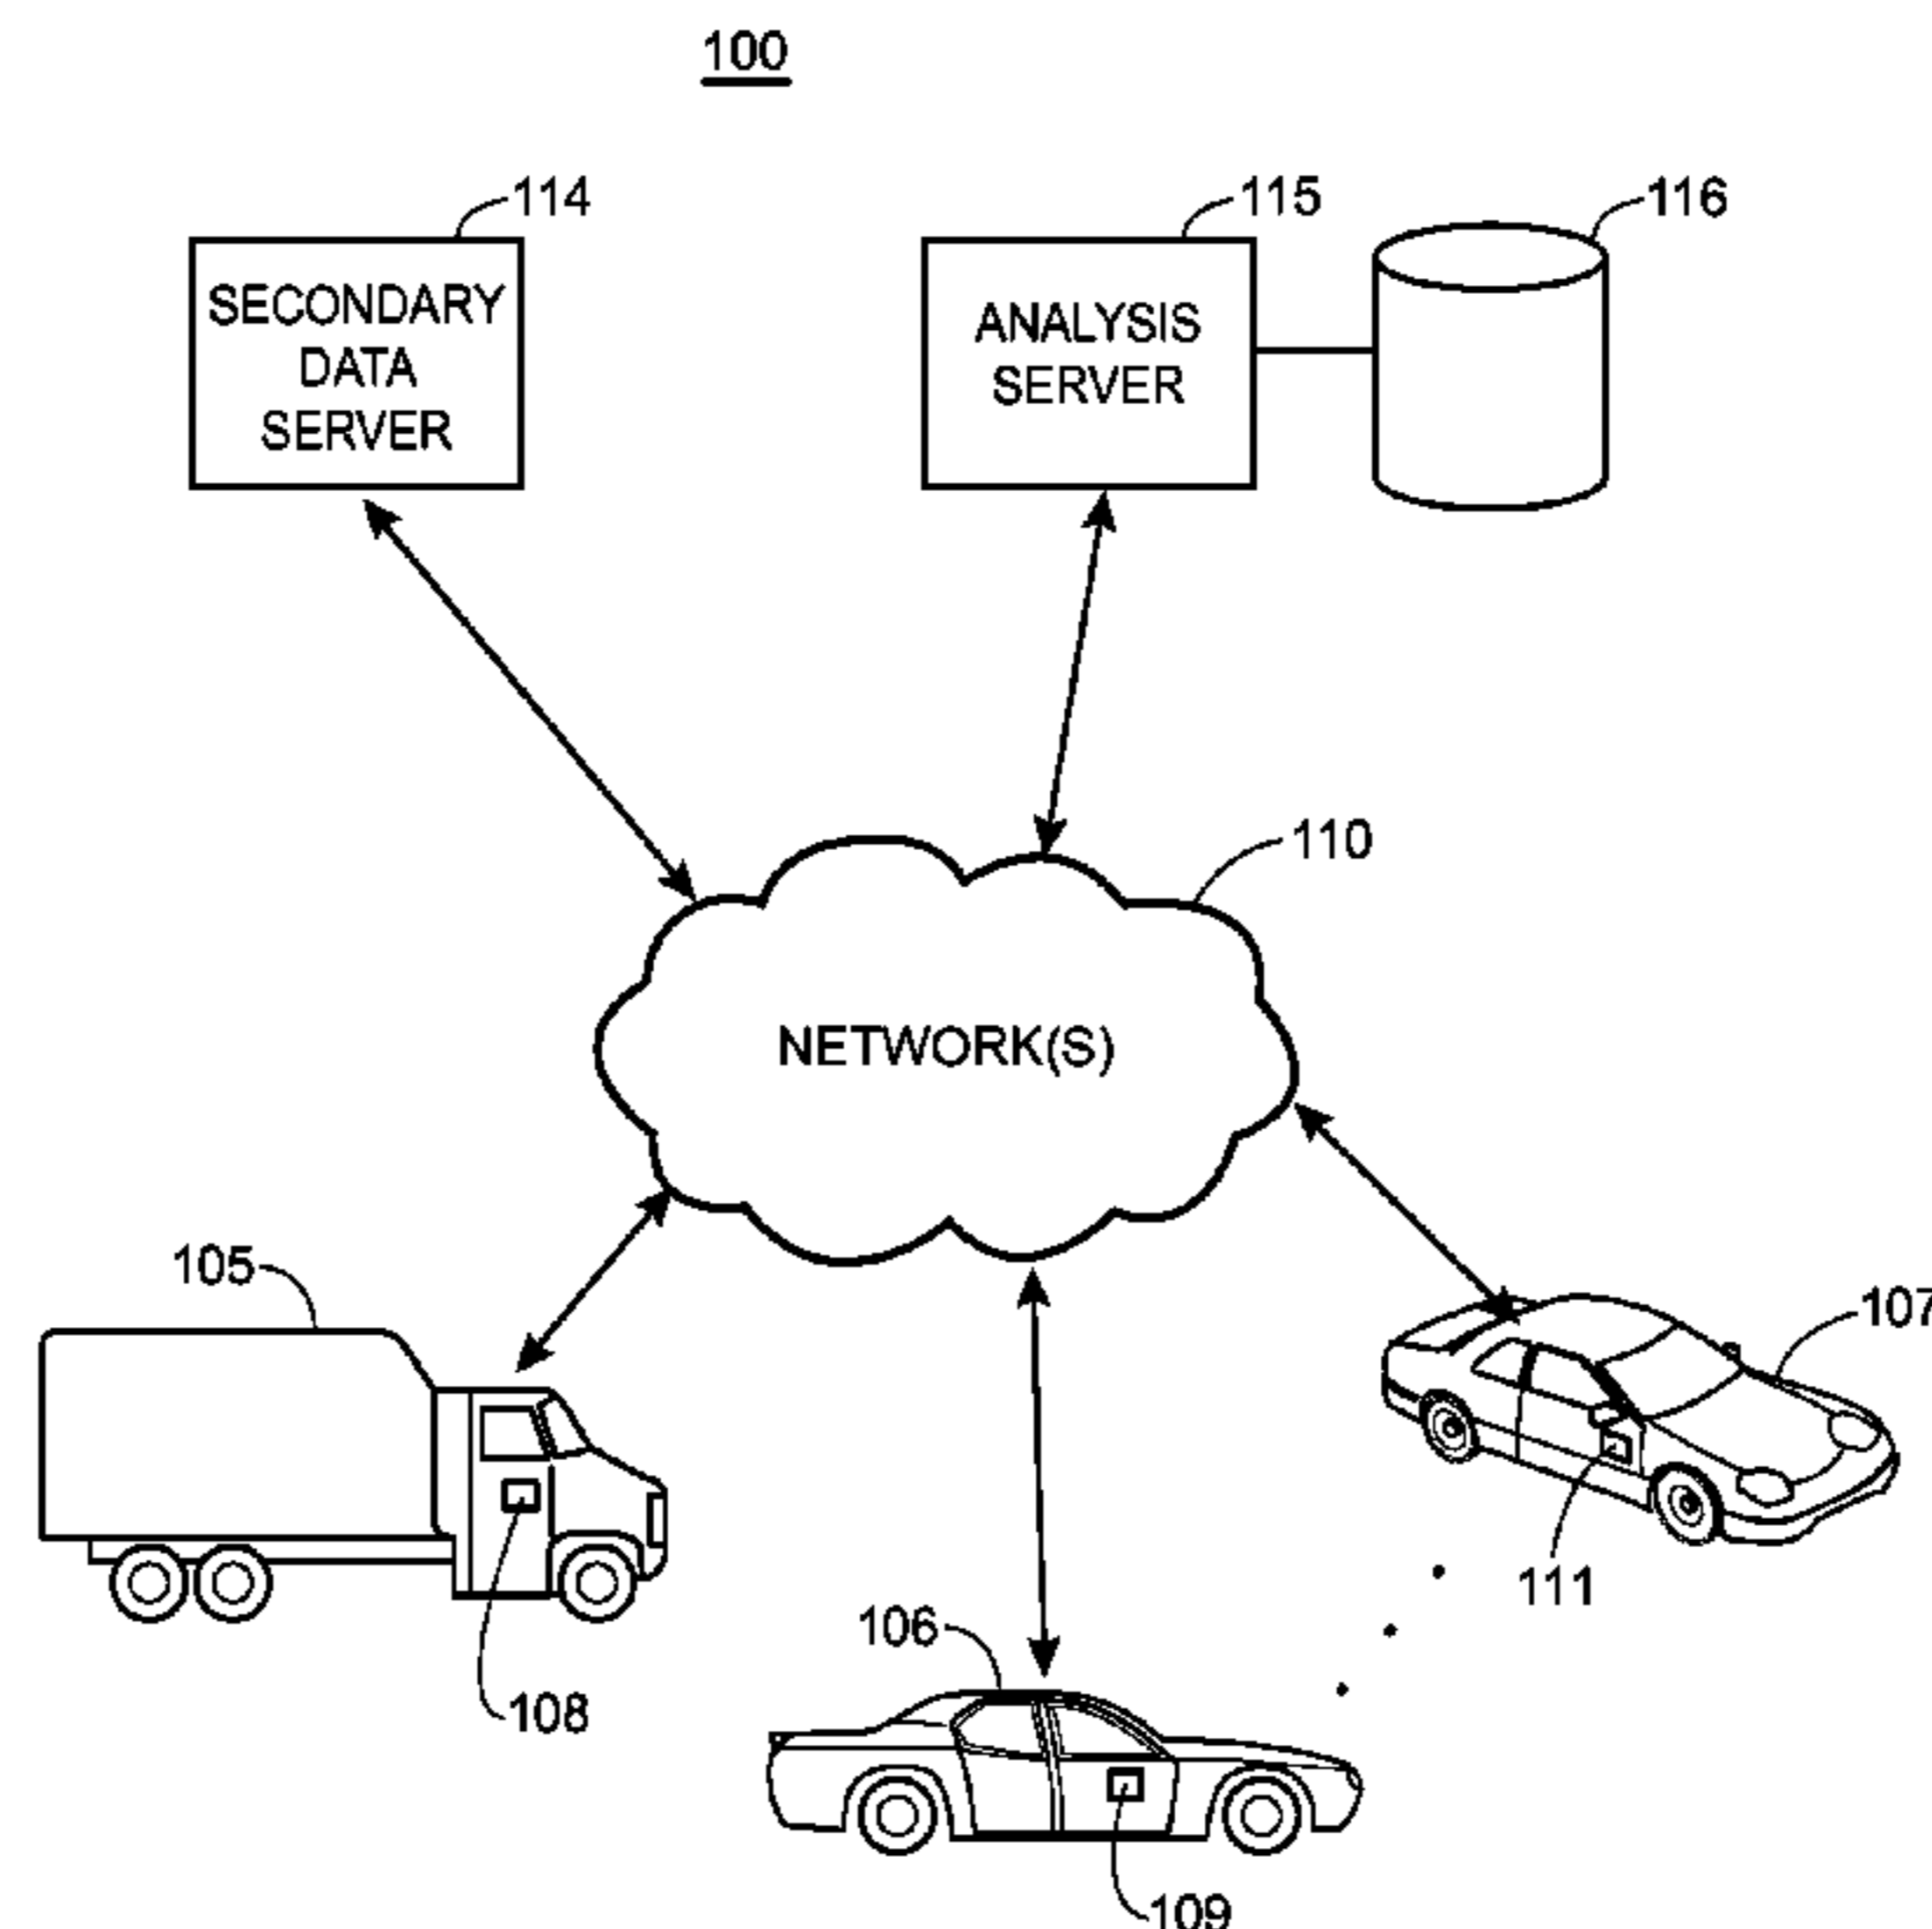 100
114
115
116
SECONDARY
DATA
SERVER
ANALYSIS
SERVER
110
NETWORK(S)
105
107
111
106
108
109